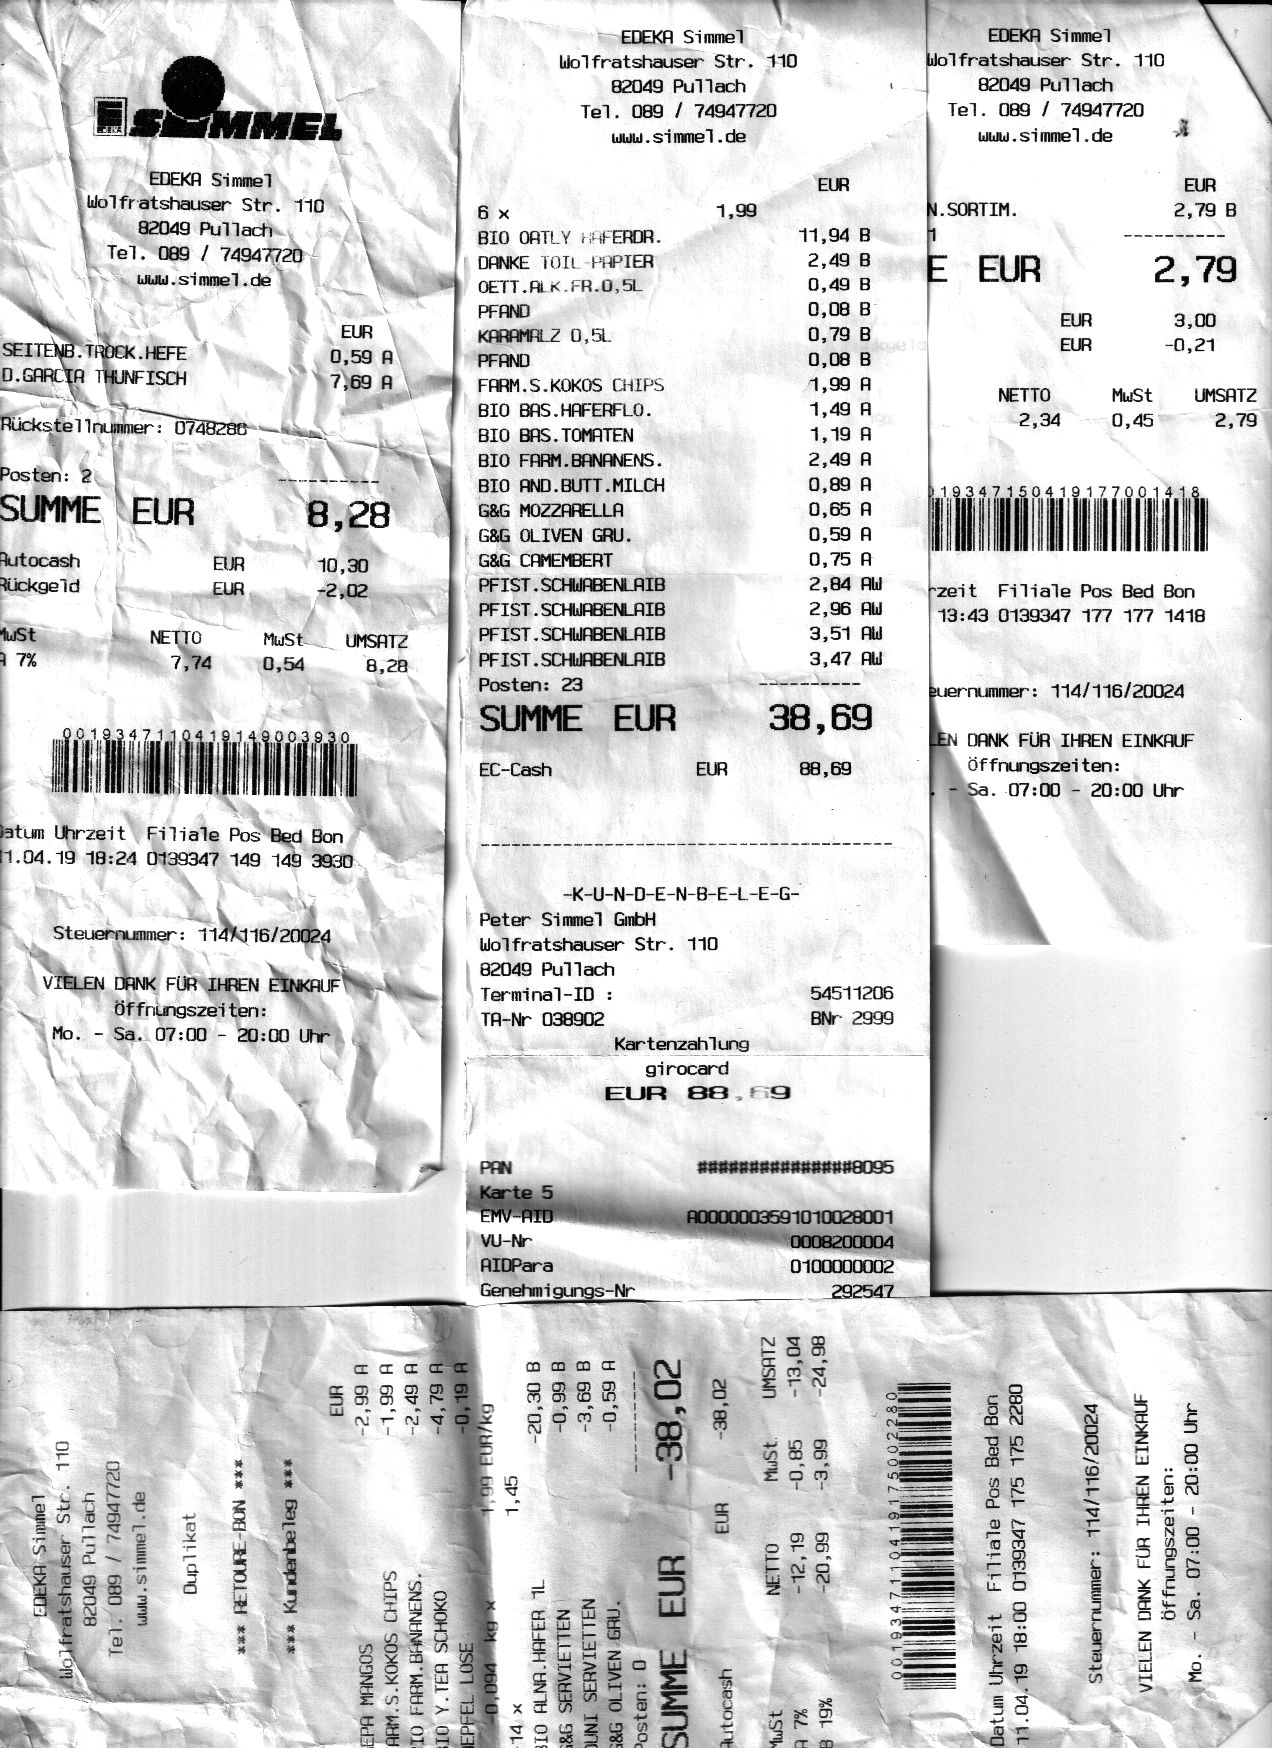 SIMMEL
EDEKA Simmel
Wolfratshauser Str. 110
82049 Pullach
Tel. 089 / 74947720
www.simmel.de
EUR
SEITENB.TROCK.HEFE 0,59 A
D.GARCIA THUNFISCH 7,69 A
Rückstellnummer: 0748286
Posten: 2
----------
SUMME EUR 8,28
Autocash EUR 10,30
Rückgeld EUR -2,02
MwSt NETTO MwSt UMSATZ
A 7% 7,74 0,54 8,28
0019347110419149003930
Datum Uhrzeit Filiale Pos Bed Bon
11.04.19 18:24 0139347 149 149 3930
Steuernummer: 114/116/20024
VIELEN DANK FÜR IHREN EINKAUF
Öffnungszeiten:
Mo. - Sa. 07:00 - 20:00 Uhr
EDEKA Simmel
Wolfratshauser Str. 110
82049 Pullach
Tel. 089 / 74947720
www.simmel.de
EUR
6 x 1,99
BIO OATLY HAFERDR. 11,94 B
DANKE TOIL-PAPIER 2,49 B
OETT.ALK.FR.0,5L 0,49 B
PFAND 0,08 B
KARAMALZ 0,5L 0,79 B
PFAND 0,08 B
FARM.S.KOKOS CHIPS 1,99 A
BIO BAS.HAFERFLO. 1,49 A
BIO BAS.TOMATEN 1,19 A
BIO FARM.BANANENS. 2,49 A
BIO AND.BUTT.MILCH 0,89 A
G&G MOZZARELLA 0,65 A
G&G OLIVEN GRU. 0,59 A
G&G CAMEMBERT 0,75 A
PFIST.SCHWABENLAIB 2,84 AW
PFIST.SCHWABENLAIB 2,96 AW
PFIST.SCHWABENLAIB 3,51 AW
PFIST.SCHWABENLAIB 3,47 AW
Posten: 23
----------
SUMME EUR 38,69
EC-Cash EUR 88,69
----------------------------------------
-K-U-N-D-E-N-B-E-L-E-G-
Peter Simmel GmbH
Wolfratshauser Str. 110
82049 Pullach
Terminal-ID : 54511206
TA-Nr 038902 BNr 2999
Kartenzahlung
girocard
EUR 88,69
PAN ###############8095
Karte 5
EMV-AID A0000003591010028001
VU-Nr 0008200004
AIDPara 0100000002
Genehmigungs-Nr 292547
EDEKA Simmel
Wolfratshauser Str. 110
82049 Pullach
Tel. 089 / 74947720
www.simmel.de
EUR
N.SORTIM. 2,79 B
1
----------
E EUR 2,79
EUR 3,00
EUR -0,21
NETTO MwSt UMSATZ
2,34 0,45 2,79
0193471504191770014 18
rzeit Filiale Pos Bed Bon
13:43 0139347 177 177 1418
euernummer: 114/116/20024
LEN DANK FÜR IHREN EINKAUF
Öffnungszeiten:
. - Sa. 07:00 - 20:00 Uhr
EDEKA Simmel
Wolfratshauser Str. 110
82049 Pullach
Tel. 089 / 74947720
www.simmel.de
Duplikat
*** RETOURE-BON ***
*** Kundenbeleg ***
EUR
EPA MANGOS -2,99 A
ARM.S.KOKOS CHIPS -1,99 A
IO FARM.BANANENS. -2,49 A
IO Y.TEA SCHOKO -4,79 A
EPFEL LOSE -0,19 A
-0,094 kg x 1,99 EUR/kg
-14 x 1,45
BIO ALNA.HAFER 1L -20,30 B
G&G SERVIETTEN -0,99 B
DUNI SERVIETTEN -3,69 B
G&G OLIVEN GRU. -0,59 A
Posten: 0
----------
SUMME EUR -38,02
Autocash EUR -38,02
MwSt NETTO MwSt UMSATZ
A 7% -12,19 -0,85 -13,04
B 19% -20,99 -3,99 -24,98
0019347110419175002280
Datum Uhrzeit Filiale Pos Bed Bon
11.04.19 18:00 0139347 175 175 2280
Steuernummer: 114/116/20024
VIELEN DANK FÜR IHREN EINKAUF
Öffnungszeiten:
Mo. - Sa. 07:00 - 20:00 Uhr